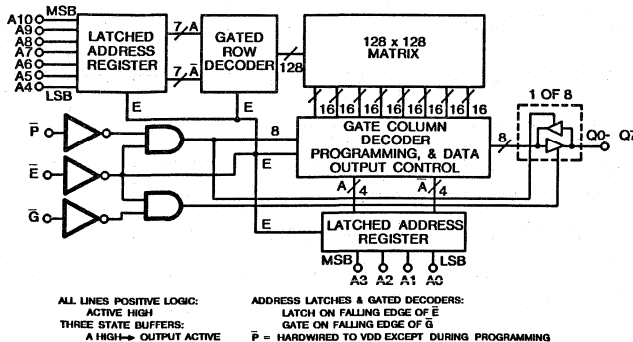 MSB
A10
A9
A8
A7
A6
A5
A4
LSB
LATCHED
ADDRESS
REGISTER
7 A
7 A̅
GATED
ROW
DECODER
128
128 x 128
MATRIX
E
E
16 16 16 16 16 16 16 16
1 OF 8
P̅
E̅
G̅
8
E
GATE COLUMN
DECODER
PROGRAMMING, & DATA
OUTPUT CONTROL
8
Q0-
A 4
A̅ 4
E
LATCHED ADDRESS
REGISTER
MSB
LSB
A3 A2 A1 A0
ALL LINES POSITIVE LOGIC:
ACTIVE HIGH
THREE STATE BUFFERS:
A HIGH→ OUTPUT ACTIVE
ADDRESS LATCHES & GATED DECODERS:
LATCH ON FALLING EDGE OF E̅
GATE ON FALLING EDGE OF G̅
P̅ = HARDWIRED TO VDD EXCEPT DURING PROGRAMMING